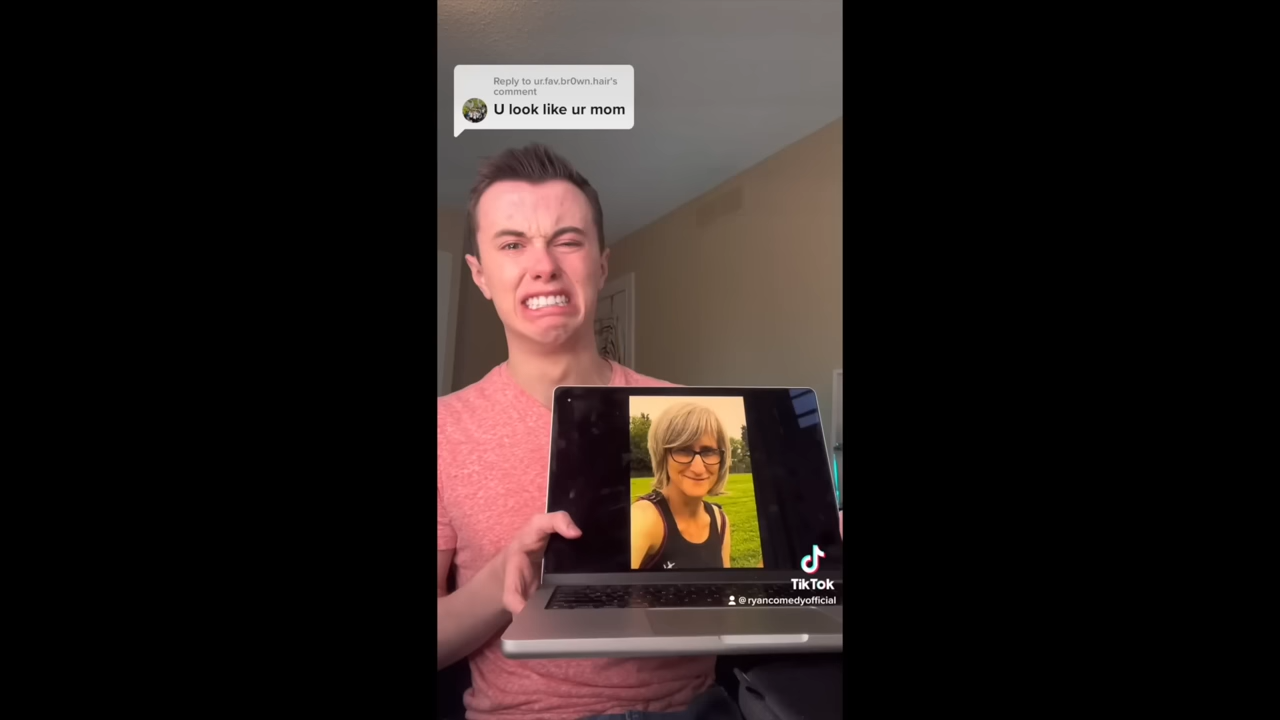 Reply to ur.fav.br0wn.hair's
comment
U look like ur mom
TikTok
@ryancomedyofficial